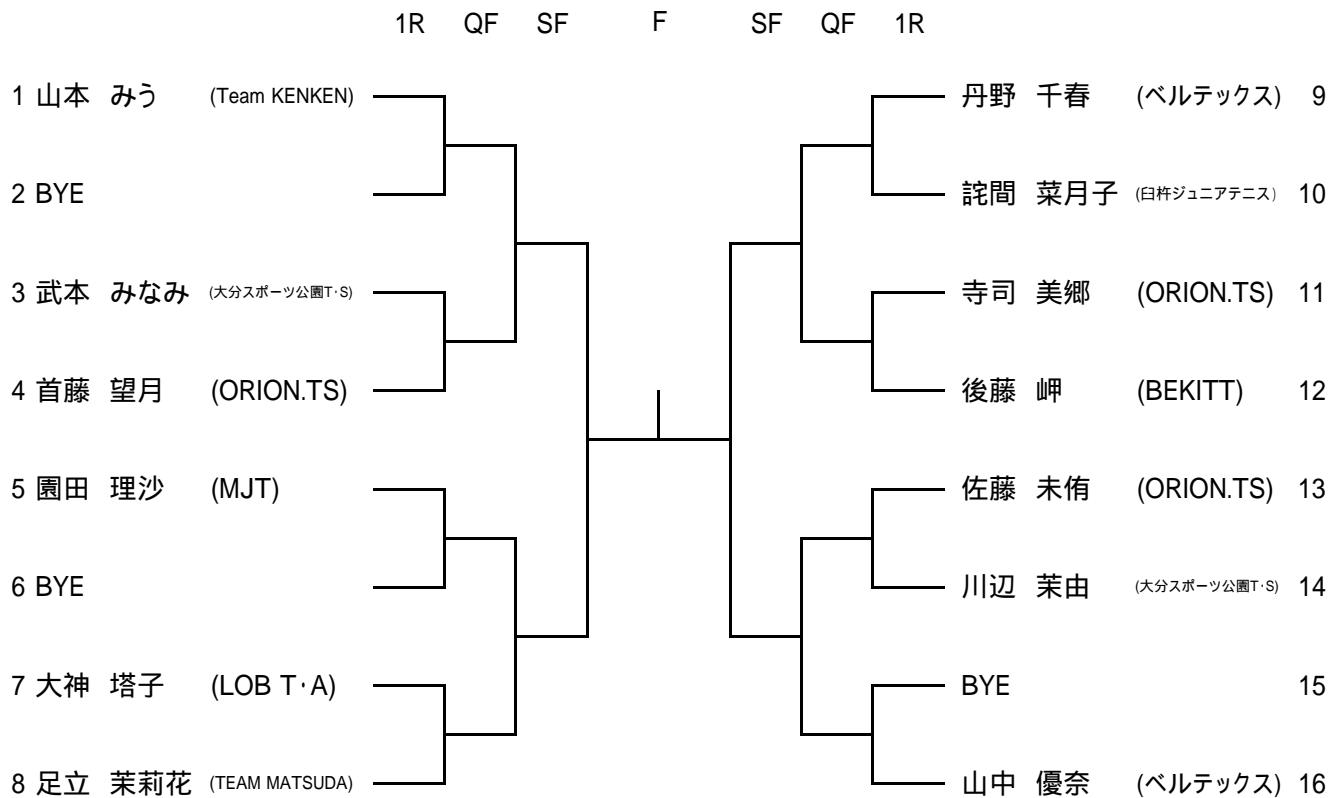 1R QF SF F SF QF 1R
1 山本 みう (Team KENKEN)
2 BYE
3 武本 みなみ (大分スポーツ公園T・S)
4 首藤 望月 (ORION.TS)
5 園田 理沙 (MJT)
6 BYE
7 大神 塔子 (LOB T・A)
8 足立 茉莉花 (TEAM MATSUDA)
丹野 千春 (ベルテックス) 9
詫間 菜月子 (臼杵ジュニアテニス) 10
寺司 美郷 (ORION.TS) 11
後藤 岬 (BEKITT) 12
佐藤 未侑 (ORION.TS) 13
川辺 茉由 (大分スポーツ公園T・S) 14
BYE 15
山中 優奈 (ベルテックス) 16